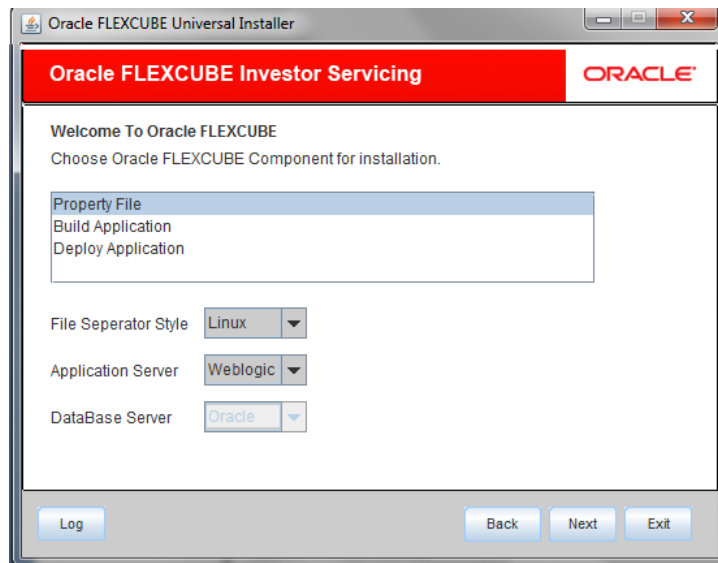 Oracle FLEXCUBE Universal Installer
Oracle FLEXCUBE Investor Servicing
ORACLE
Welcome To Oracle FLEXCUBE
Choose Oracle FLEXCUBE Component for installation.
Property File
Build Application
Deploy Application
File Seperator Style Linux
Application Server Weblogic
DataBase Server Oracle
Log Back Next Exit